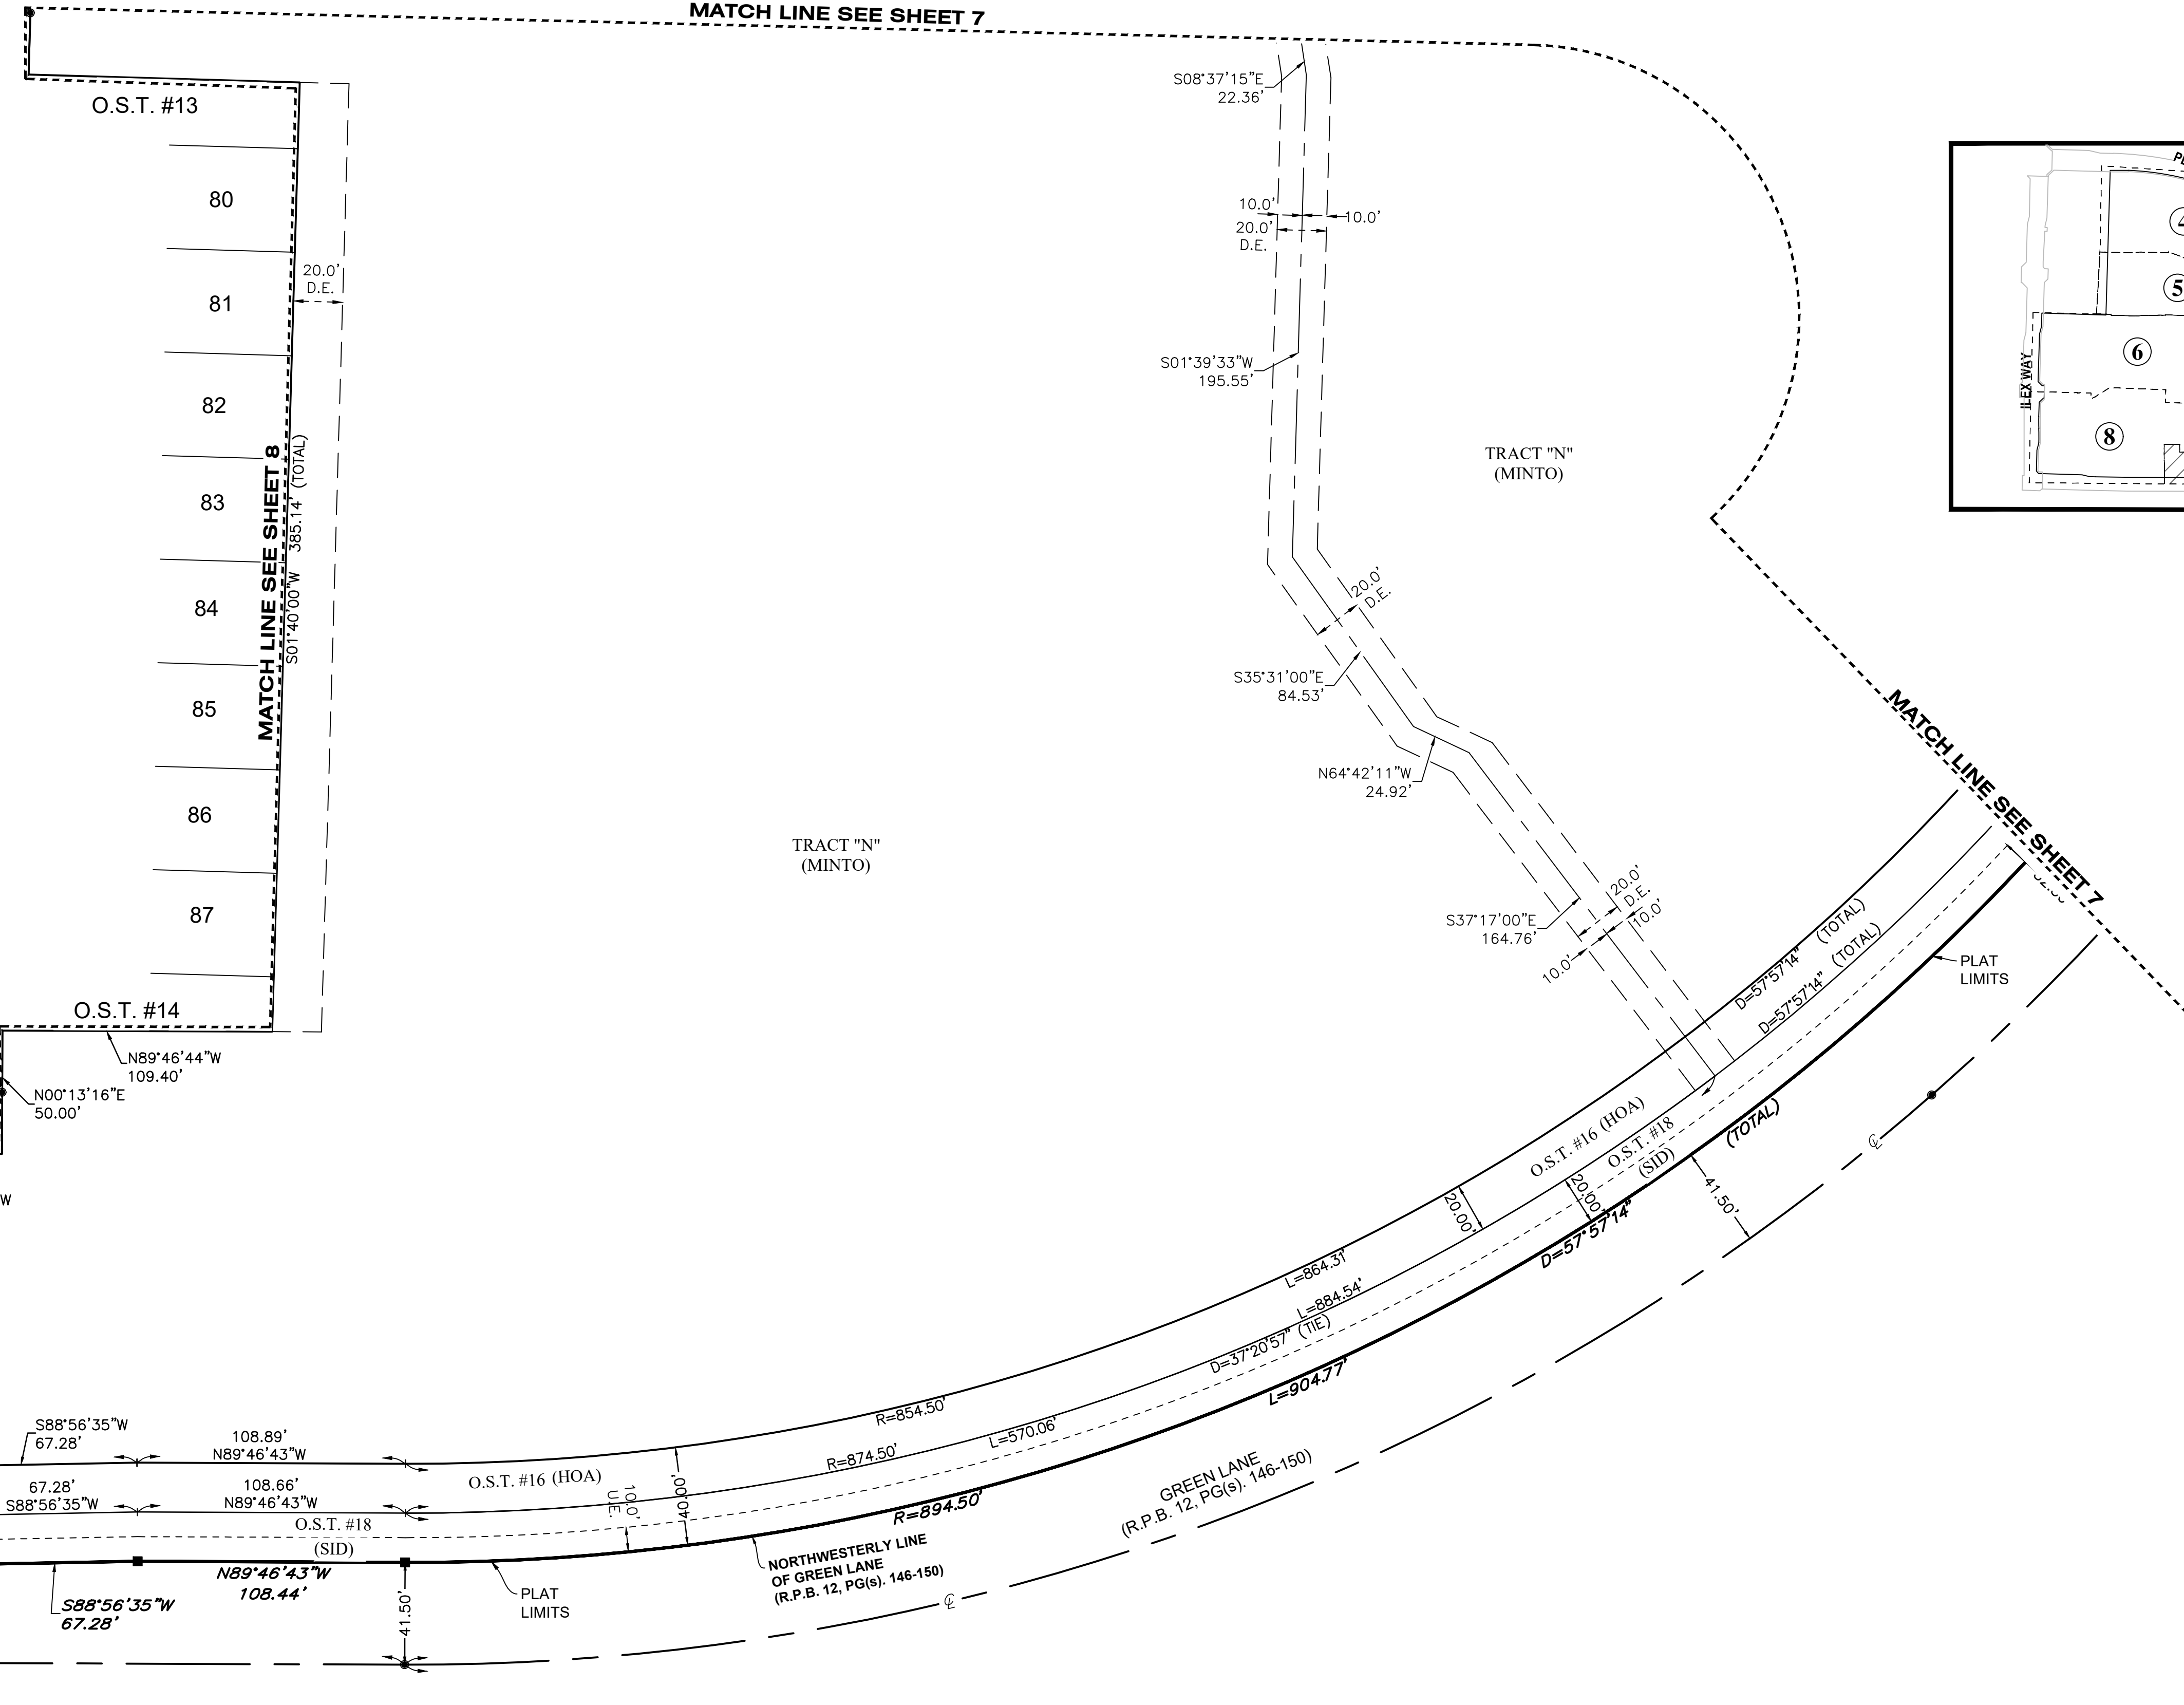 MATCH LINE SEE SHEET 7
O.S.T. #13
80
81
82
83
84
85
86
87
O.S.T. #14
20.0'
D.E.
MATCH LINE SEE SHEET 8
S01°40'00"W 385.14' (TOTAL)
N89°46'44"W
109.40'
N00°13'16"E
50.00'
W
S08°37'15"E
22.36'
10.0'
10.0'
20.0'
D.E.
S01°39'33"W
195.55'
TRACT "N"
(MINTO)
20.0'
D.E.
S35°31'00"E
84.53'
N64°42'11"W
24.92'
TRACT "N"
(MINTO)
20.0'
D.E.
10.0'
S37°17'00"E
164.76'
10.0'
4
5
6
8
ILEX WAY
MATCH LINE SEE SHEET 7
D=57°57'14" (TOTAL)
D=57°57'14" (TOTAL)
PLAT
LIMITS
O.S.T. #16 (HOA)
O.S.T. #18
(SID)
(TOTAL)
20.00'
20.00'
D=57°57'14"
41.50'
℄
L=864.31'
L=884.54'
D=37°20'57" (TIE)
L=904.77'
R=854.50'
R=874.50'
L=570.06'
R=894.50'
GREEN LANE
(R.P.B. 12, PG(s). 146-150)
S88°56'35"W
67.28'
108.89'
N89°46'43"W
67.28'
S88°56'35"W
108.66'
N89°46'43"W
O.S.T. #16 (HOA)
10.0'
U.E.
40.00'
O.S.T. #18
(SID)
N89°46'43"W
108.44'
S88°56'35"W
67.28'
41.50'
PLAT
LIMITS
NORTHWESTERLY LINE
OF GREEN LANE
(R.P.B. 12, PG(s). 146-150)
℄